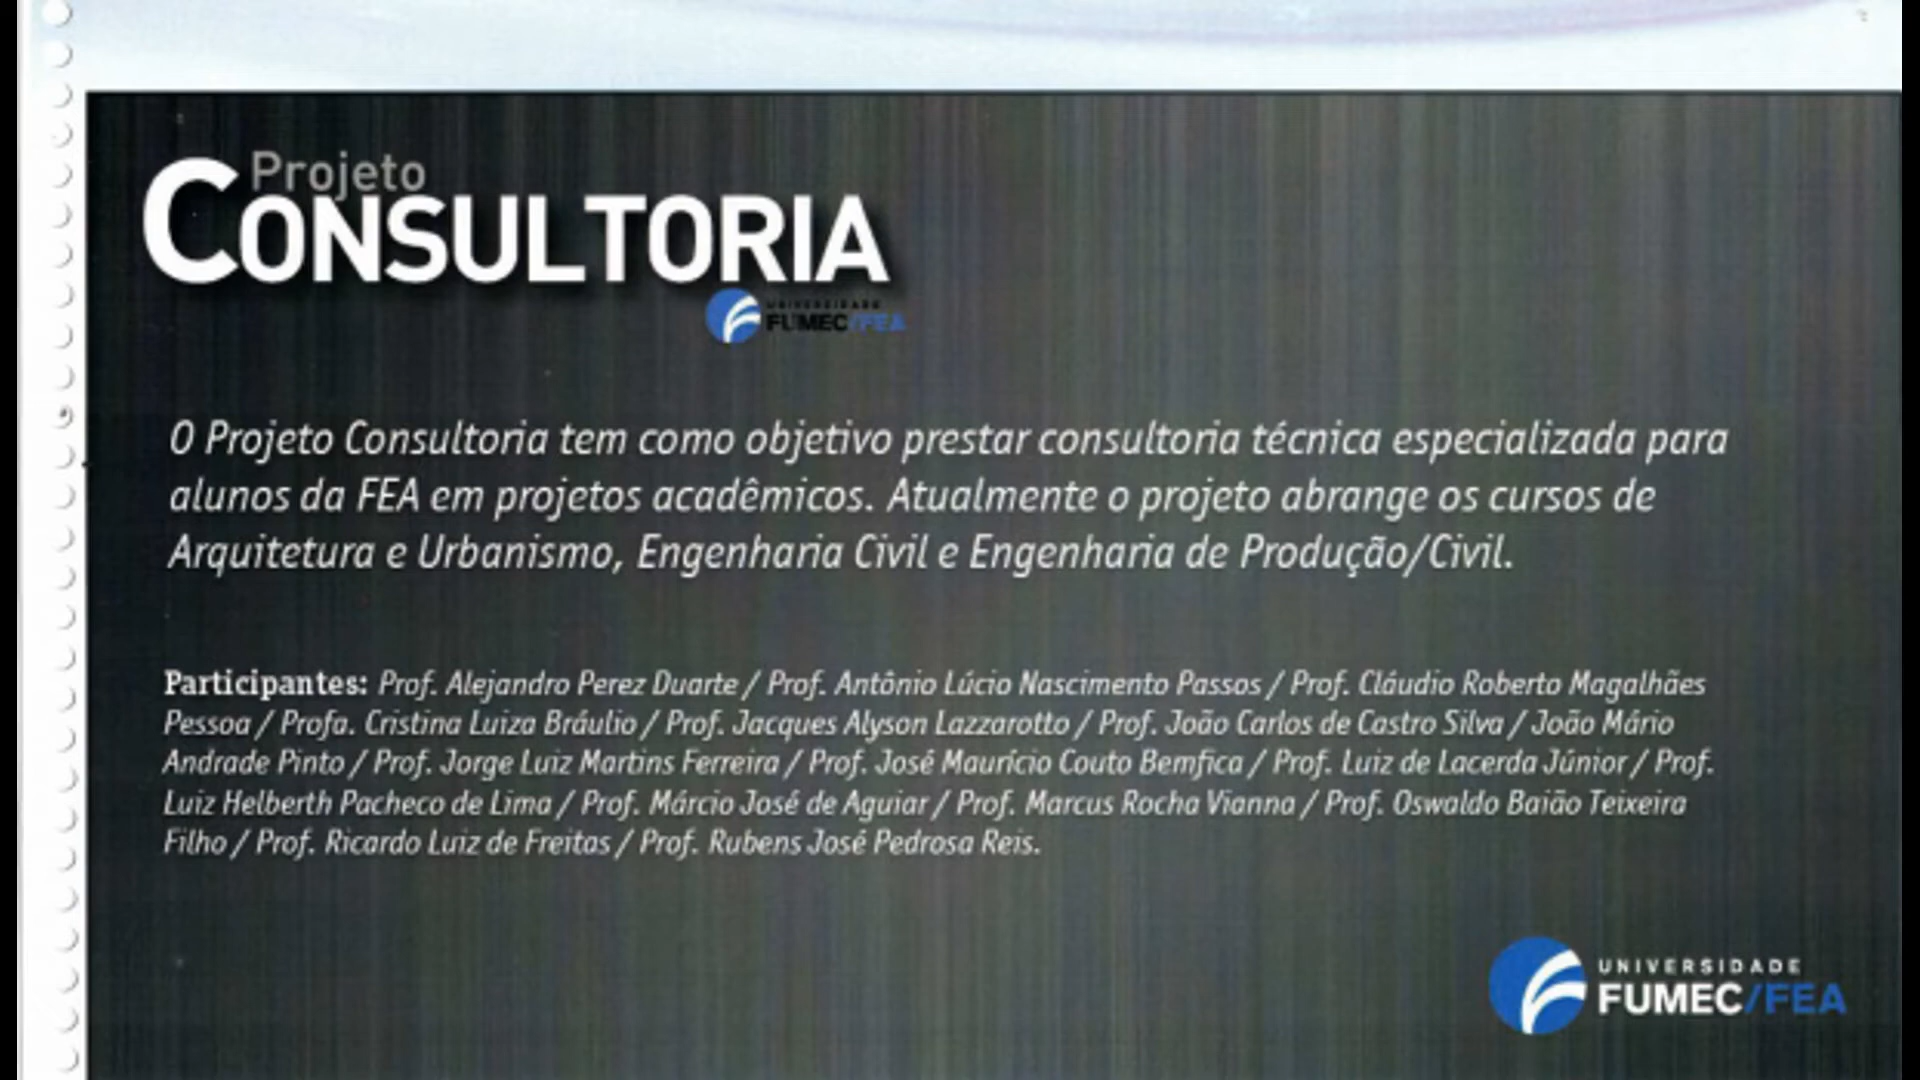 Projeto
CONSULTORIA
UNIVERSIDADE
FUMEC/FEA
O Projeto Consultoria tem como objetivo prestar consultoria técnica especializada para
alunos da FEA em projetos acadêmicos. Atualmente o projeto abrange os cursos de
Arquitetura e Urbanismo, Engenharia Civil e Engenharia de Produção/Civil.
Participantes: Prof. Alejandro Perez Duarte / Prof. Antônio Lúcio Nascimento Passos / Prof. Cláudio Roberto Magalhães
Pessoa / Profa. Cristina Luiza Bráulio / Prof. Jacques Alyson Lazzarotto / Prof. João Carlos de Castro Silva / João Mário
Andrade Pinto / Prof. Jorge Luiz Martins Ferreira / Prof. José Maurício Couto Bemfica / Prof. Luiz de Lacerda Júnior / Prof.
Luiz Helberth Pacheco de Lima / Prof. Márcio José de Aguiar / Prof. Marcus Rocha Vianna / Prof. Oswaldo Baião Teixeira
Filho / Prof. Ricardo Luiz de Freitas / Prof. Rubens José Pedrosa Reis.
UNIVERSIDADE
FUMEC/FEA